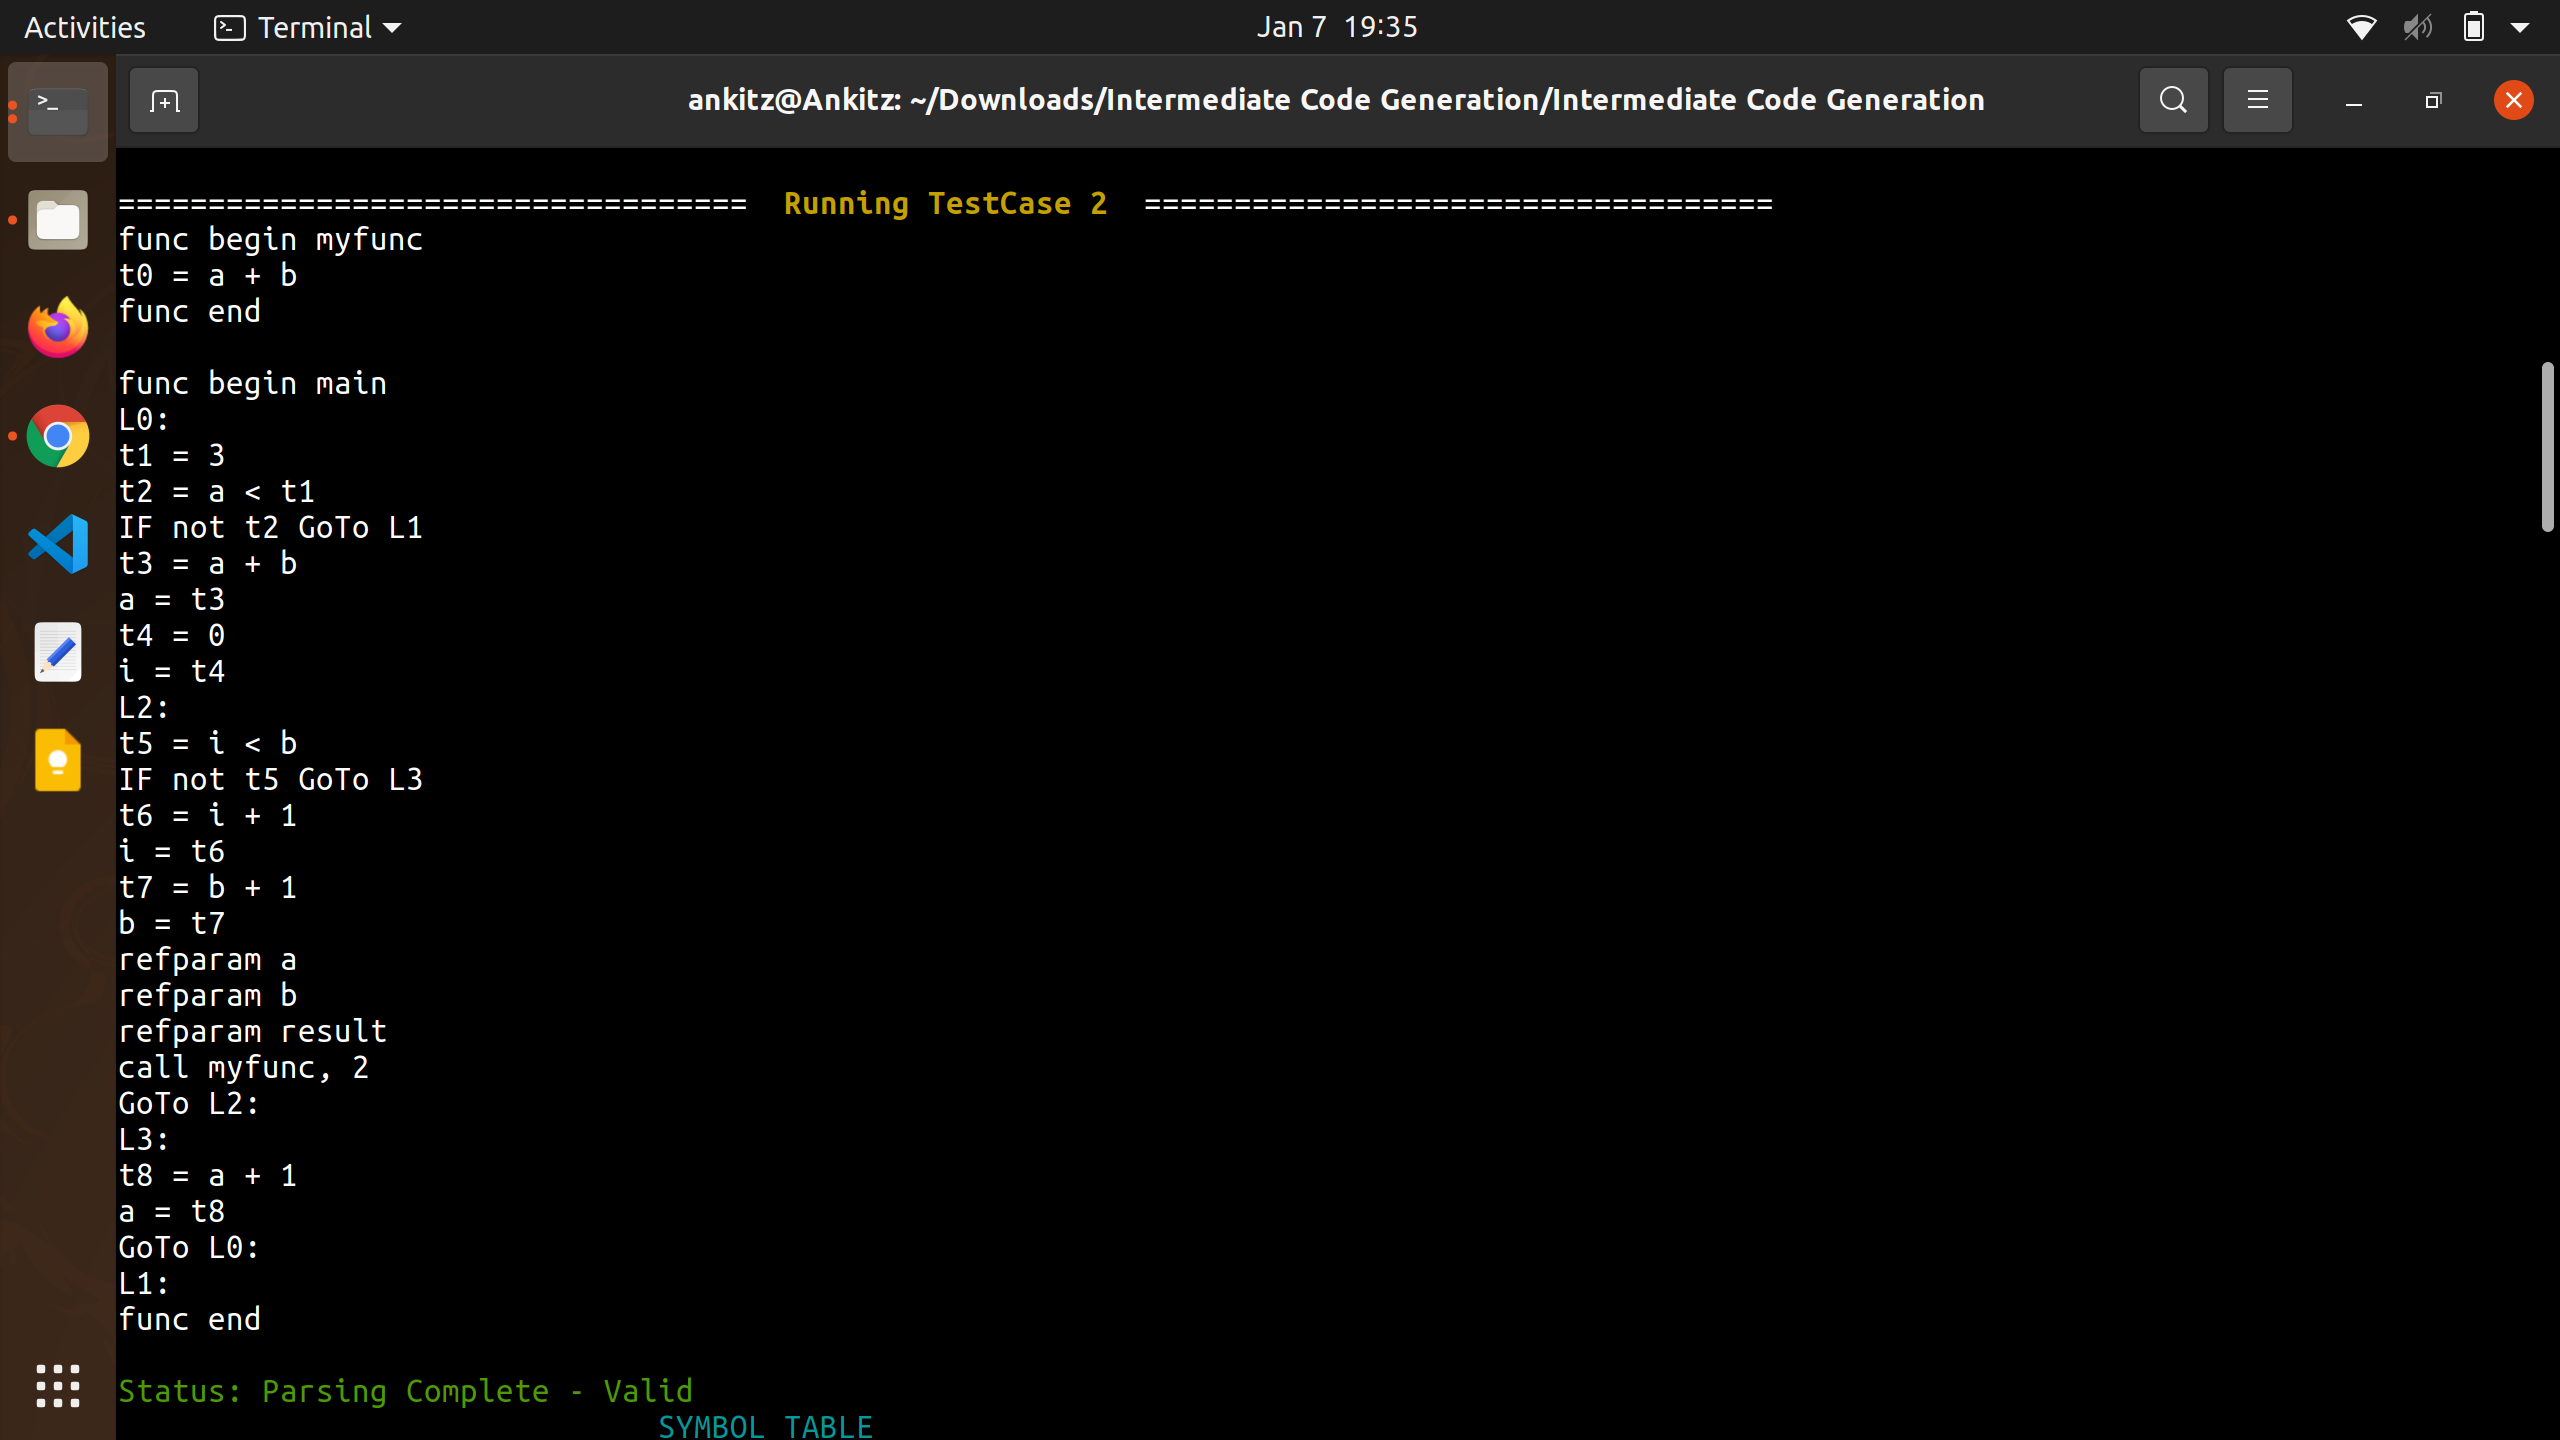 Activities Terminal Jan 7 19:35
ankitz@Ankitz: ~/Downloads/Intermediate Code Generation/Intermediate Code Generation
=================================== Running TestCase 2 ===================================
func begin myfunc
t0 = a + b
func end
func begin main
L0:
t1 = 3
t2 = a < t1
IF not t2 GoTo L1
t3 = a + b
a = t3
t4 = 0
i = t4
L2:
t5 = i < b
IF not t5 GoTo L3
t6 = i + 1
i = t6
t7 = b + 1
b = t7
refparam a
refparam b
refparam result
call myfunc, 2
GoTo L2:
L3:
t8 = a + 1
a = t8
GoTo L0:
L1:
func end
Status: Parsing Complete - Valid
SYMBOL TABLE